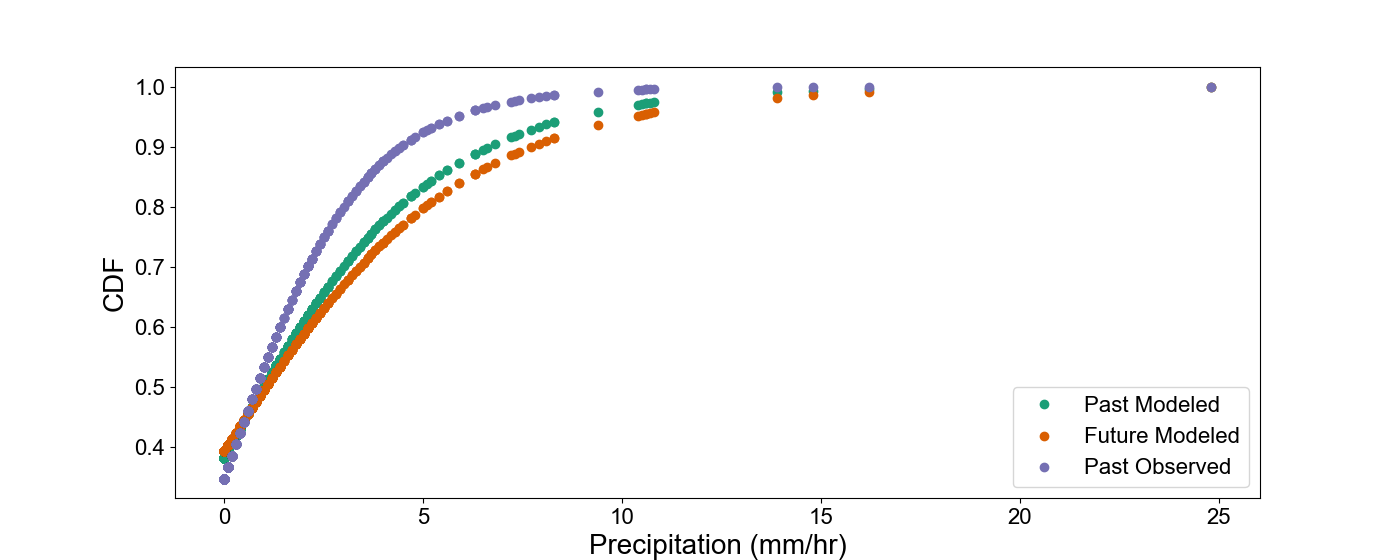 1.0
0.9
0.8
0.7
0.6
0.5
0.4
CDF
Past Modeled
Future Modeled
Past Observed
0 5 10 15 20 25
Precipitation (mm/hr)